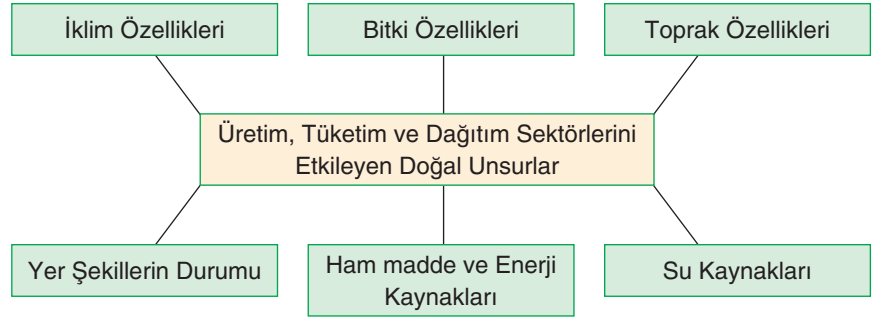 İklim Özellikleri
Bitki Özellikleri
Toprak Özellikleri
Üretim, Tüketim ve Dağıtım Sektörlerini
Etkileyen Doğal Unsurlar
Yer Şekillerin Durumu
Ham madde ve Enerji
Kaynakları
Su Kaynakları